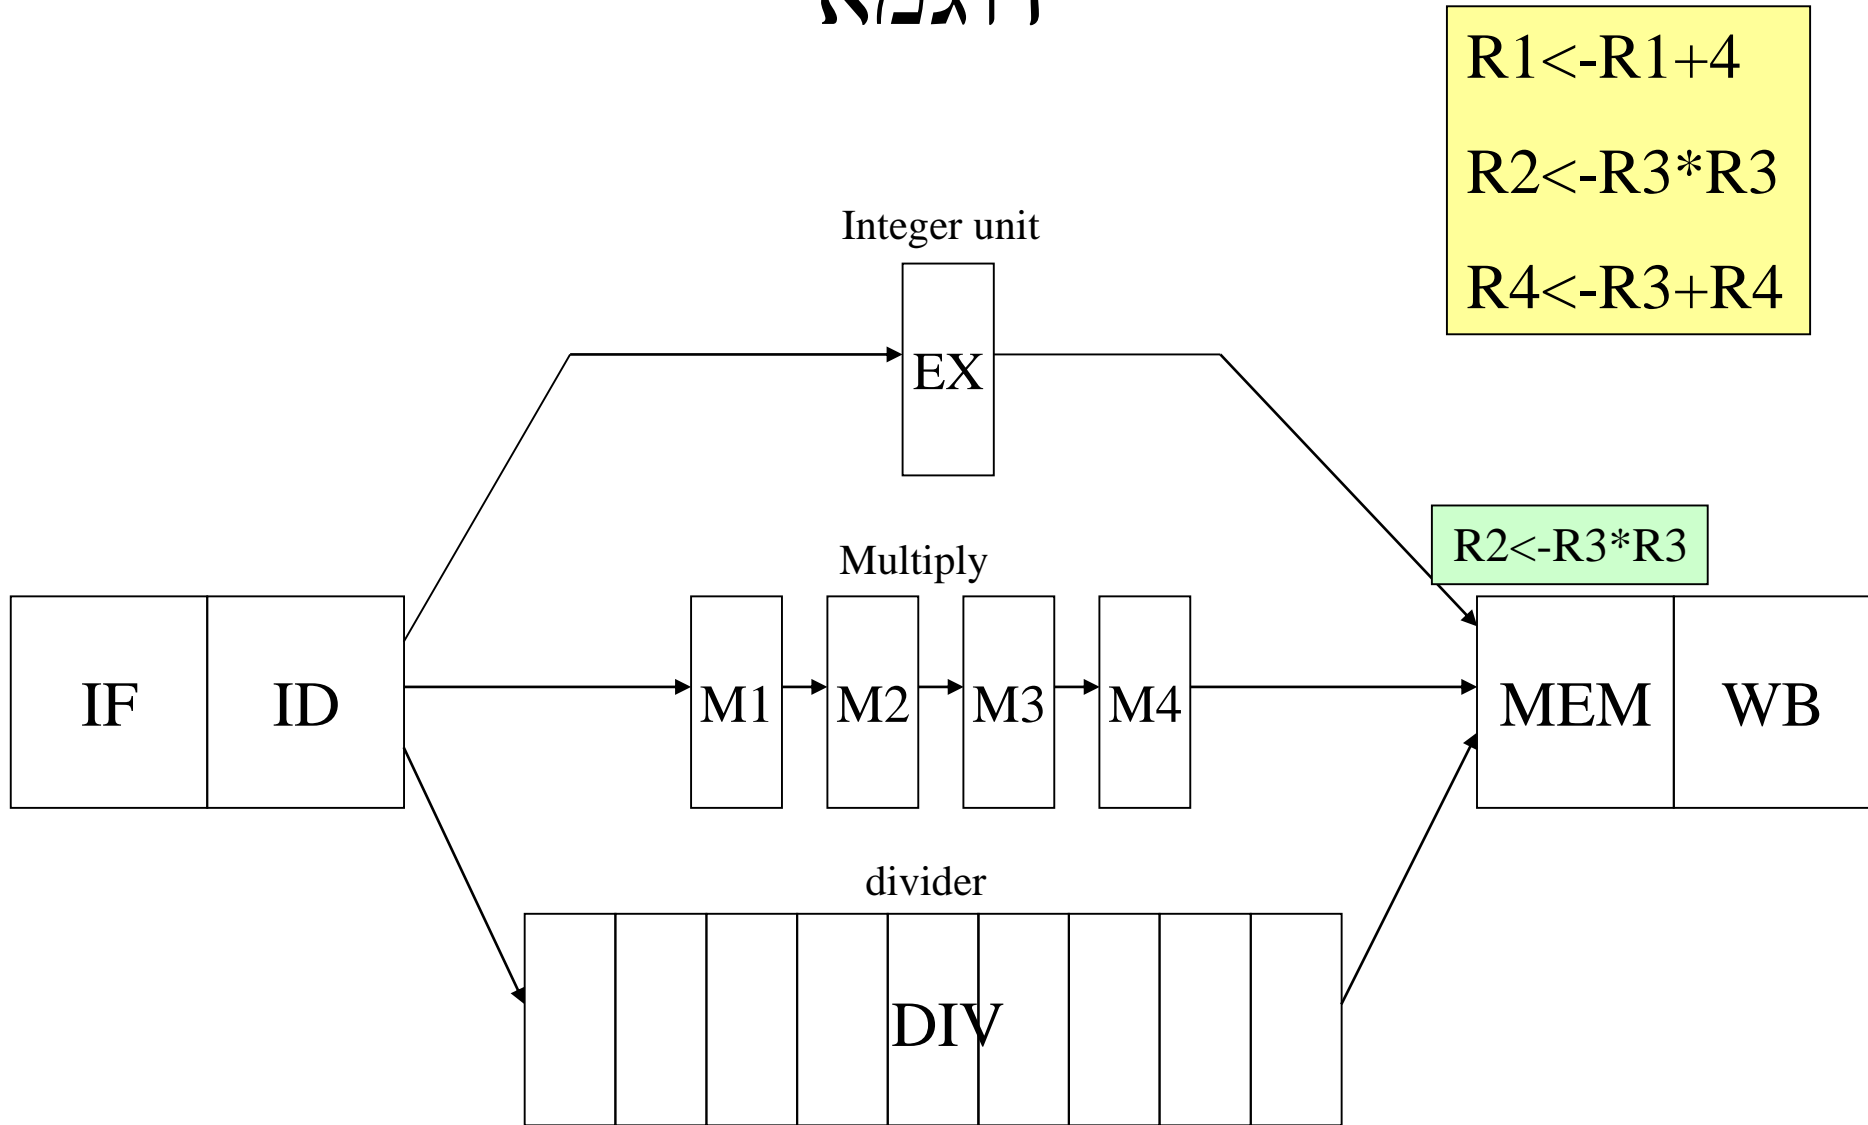 דוגמא
R1<-R1+4
R2<-R3*R3
R4<-R3+R4
Integer unit
EX
R2<-R3*R3
Multiply
IF ID M1 M2 M3 M4 MEM WB
divider
DIV